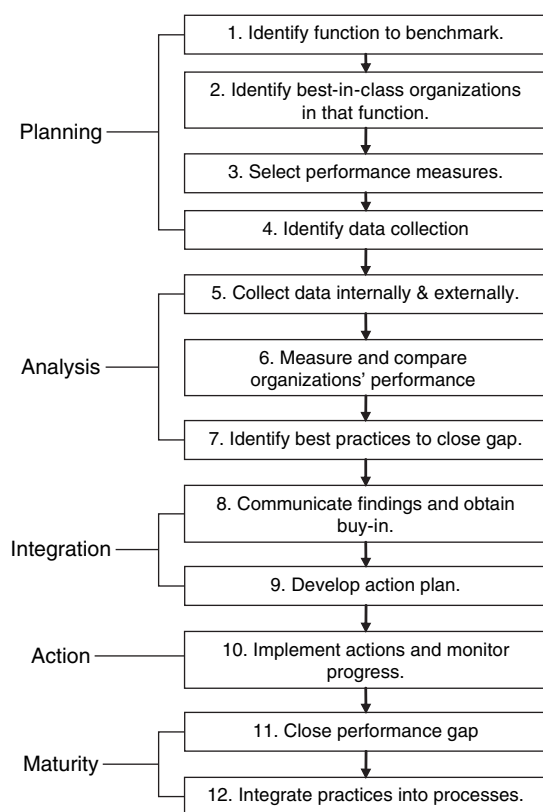 Planning
1. Identify function to benchmark.
2. Identify best-in-class organizations
in that function.
3. Select performance measures.
4. Identify data collection
Analysis
5. Collect data internally & externally.
6. Measure and compare
organizations’ performance
7. Identify best practices to close gap.
Integration
8. Communicate findings and obtain
buy-in.
9. Develop action plan.
Action
10. Implement actions and monitor
progress.
Maturity
11. Close performance gap
12. Integrate practices into processes.